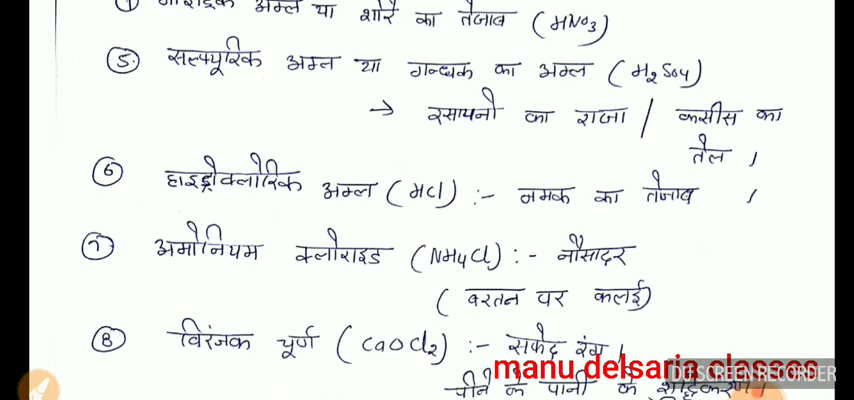 अम्ल या शोरे का तेजाब (HNO3)
5. सल्फ्यूरिक अम्ल या गन्धक का अम्ल (H2SO4)
→ रसायनो का राजा / कसीस का
तेल ।
6 हाइड्रोक्लोरिक अम्ल (HCl) :- नमक का तेजाब ।
7 अमोनियम क्लोराइड (NH4Cl) :- नौसादर
(बरतन पर कलई)
8 विरंजक चूर्ण (CaOCl2) :- सफेद रंग ।
manu delsaria classes
DU SCREEN RECORDER
पीने के पानी के शुद्धिकरण ।